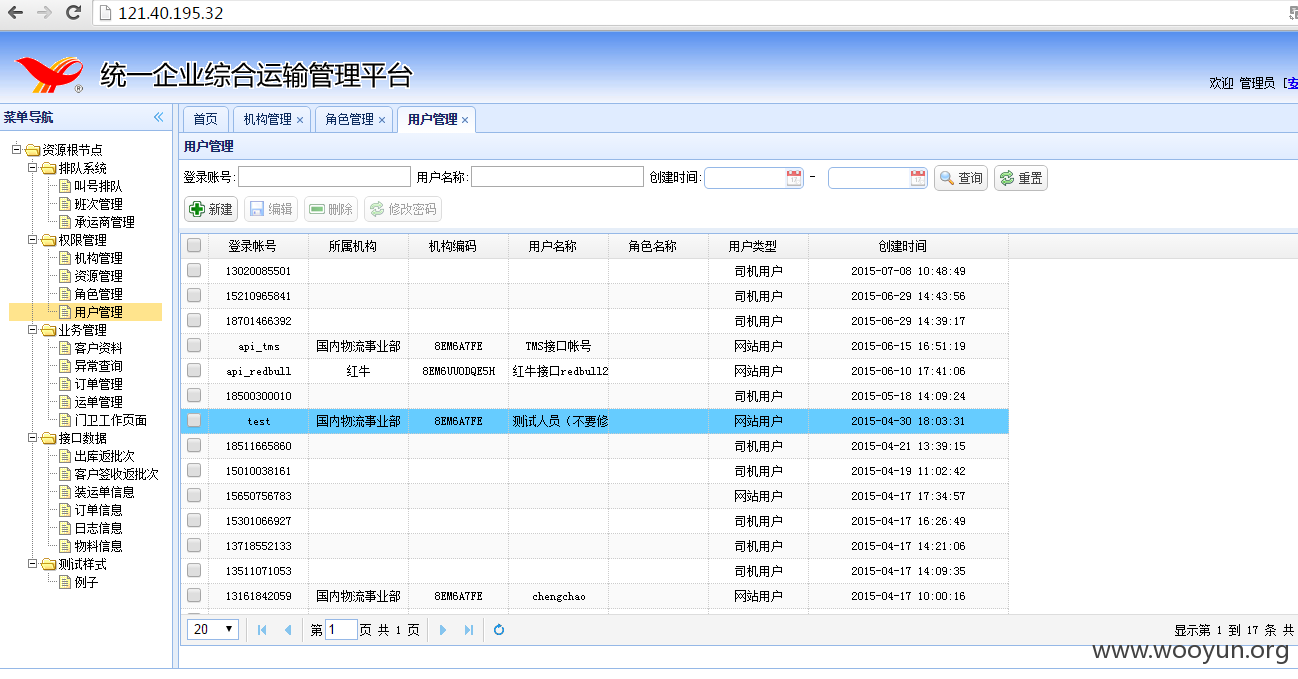 121.40.195.32
统一企业综合运输管理平台
欢迎 管理员 [安
菜单导航
首页 机构管理 × 角色管理 × 用户管理 ×
用户管理
资源根节点
排队系统
叫号排队
班次管理
承运商管理
权限管理
机构管理
资源管理
角色管理
用户管理
业务管理
客户资料
异常查询
订单管理
运单管理
门卫工作页面
接口数据
出库返批次
客户签收返批次
装运单信息
订单信息
日志信息
物料信息
测试样式
例子
登录账号: 用户名称: 创建时间: - 查询 重置
新建 编辑 删除 修改密码
登录帐号 所属机构 机构编码 用户名称 角色名称 用户类型 创建时间
13020085501 司机用户 2015-07-08 10:48:49
15210965841 司机用户 2015-06-29 14:43:56
18701466392 司机用户 2015-06-29 14:39:17
api_tms 国内物流事业部 8EM6A7FE TMS接口帐号 网站用户 2015-06-15 16:51:19
api_redbull 红牛 8EM6UUODQE5H 红牛接口redbull2 网站用户 2015-06-10 17:41:06
18500300010 司机用户 2015-05-18 14:09:24
test 国内物流事业部 8EM6A7FE 测试人员（不要修 网站用户 2015-04-30 18:03:31
18511665860 司机用户 2015-04-21 13:39:15
15010038161 司机用户 2015-04-19 11:02:42
15650756783 网站用户 2015-04-17 17:34:57
15301066927 司机用户 2015-04-17 16:26:49
13718552133 司机用户 2015-04-17 14:21:06
13511071053 司机用户 2015-04-17 14:09:35
13161842059 国内物流事业部 8EM6A7FE chengchao 网站用户 2015-04-17 10:00:16
20 第 1 页 共 1 页 显示第 1 到 17 条 共
www.wooyun.org